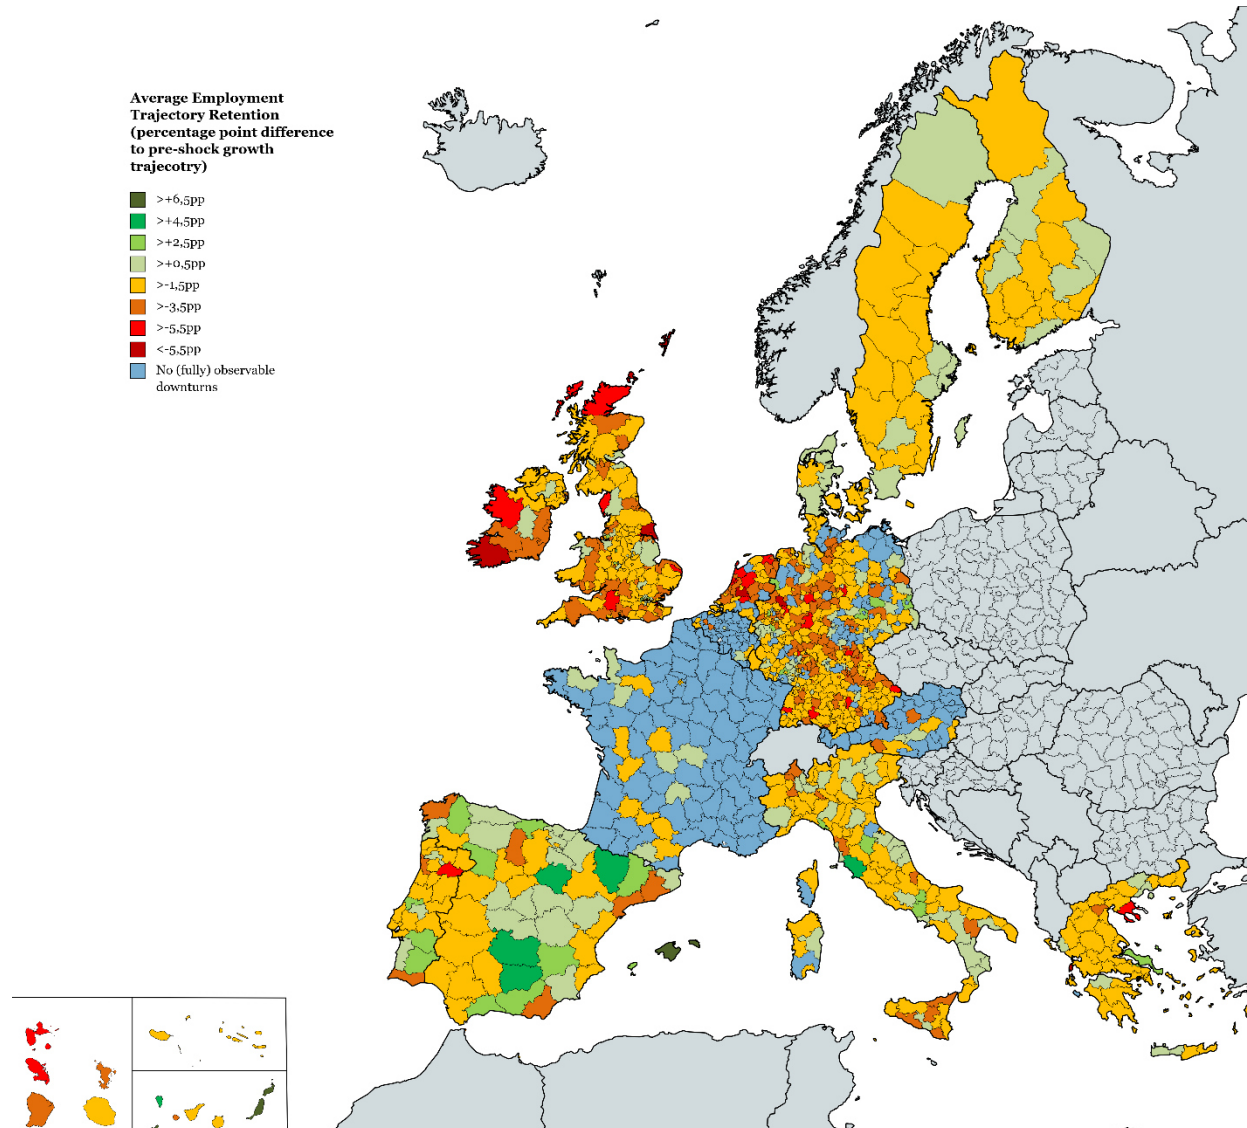 Average Employment
Trajectory Retention
(percentage point difference
to pre-shock growth
trajecotry)
>+6,5pp
>+4,5pp
>+2,5pp
>+0,5pp
>-1,5pp
>-3,5pp
>-5,5pp
<-5,5pp
No (fully) observable
downturns